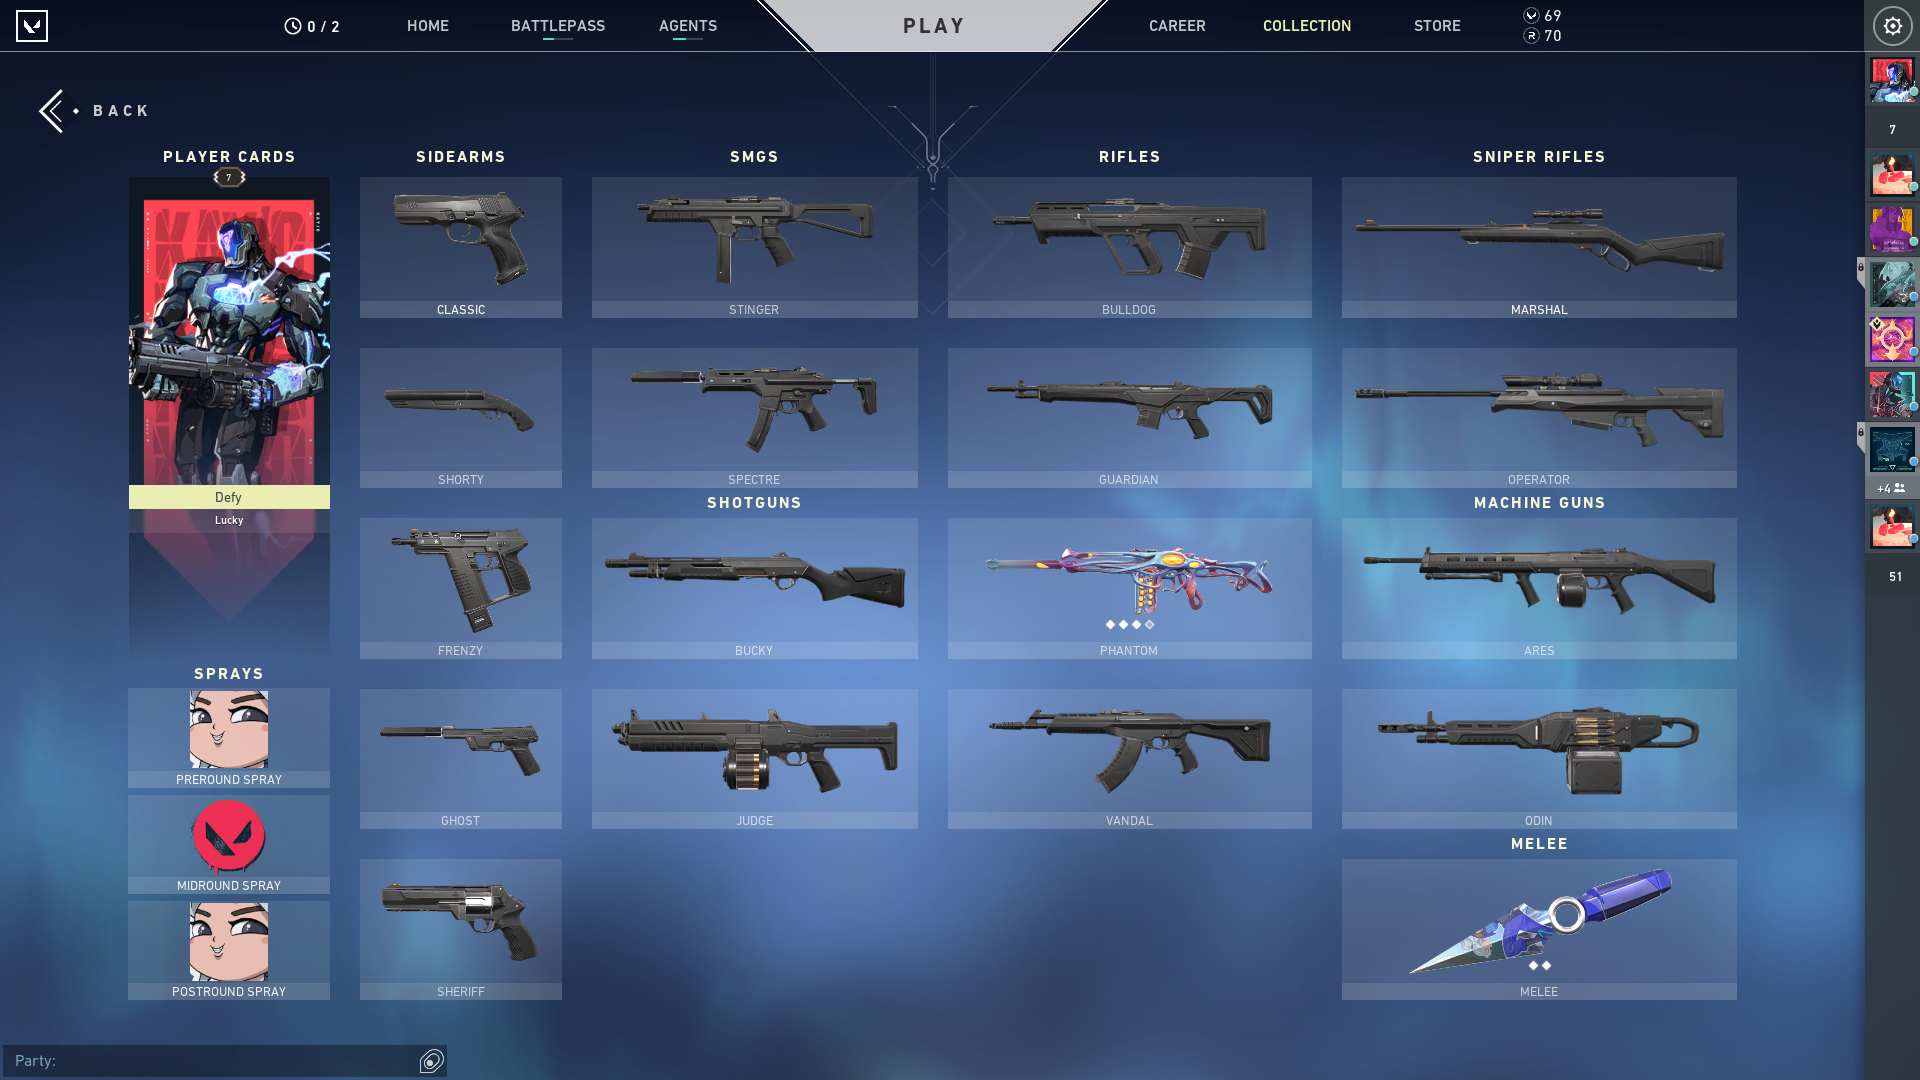 0 / 2
HOME
BATTLEPASS
AGENTS
PLAY
CAREER
COLLECTION
STORE
69
R 70
BACK
PLAYER CARDS
SIDEARMS
SMGS
RIFLES
SNIPER RIFLES
7
7
KAY/O
CLASSIC
STINGER
BULLDOG
MARSHAL
SHORTY
SPECTRE
GUARDIAN
OPERATOR
Defy
Lucky
+4
SHOTGUNS
MACHINE GUNS
51
FRENZY
BUCKY
PHANTOM
ARES
SPRAYS
PREROUND SPRAY
GHOST
JUDGE
VANDAL
ODIN
MELEE
MIDROUND SPRAY
POSTROUND SPRAY
SHERIFF
MELEE
Party: